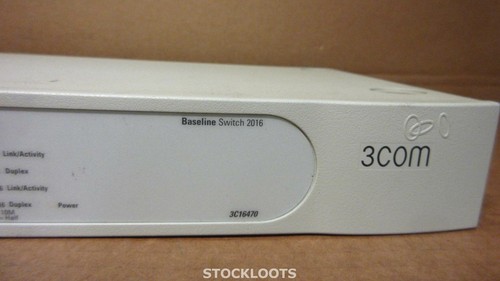 Baseline Switch 2016
3COM
Link/Activity
Duplex
Link/Activity
Duplex Power
3C16470
STOCKLOOTS